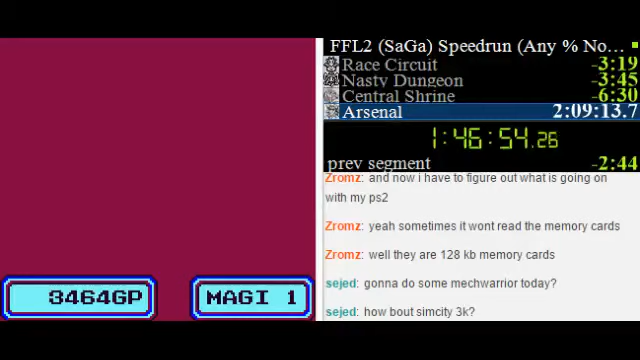 FFL2 (SaGa) Speedrun (Any % No...
Race Circuit -3:19
Nasty Dungeon -3:45
Central Shrine -6:30
Arsenal 2:09:13.7
1:46:54.26
prev segment -2:44
Zromz: and now i have to figure out what is going on
with my ps2
Zromz: yeah sometimes it wont read the memory cards
Zromz: well they are 128 kb memory cards
sejed: gonna do some mechwarrior today?
sejed: how bout simcity 3k?
3464GP
MAGI 1